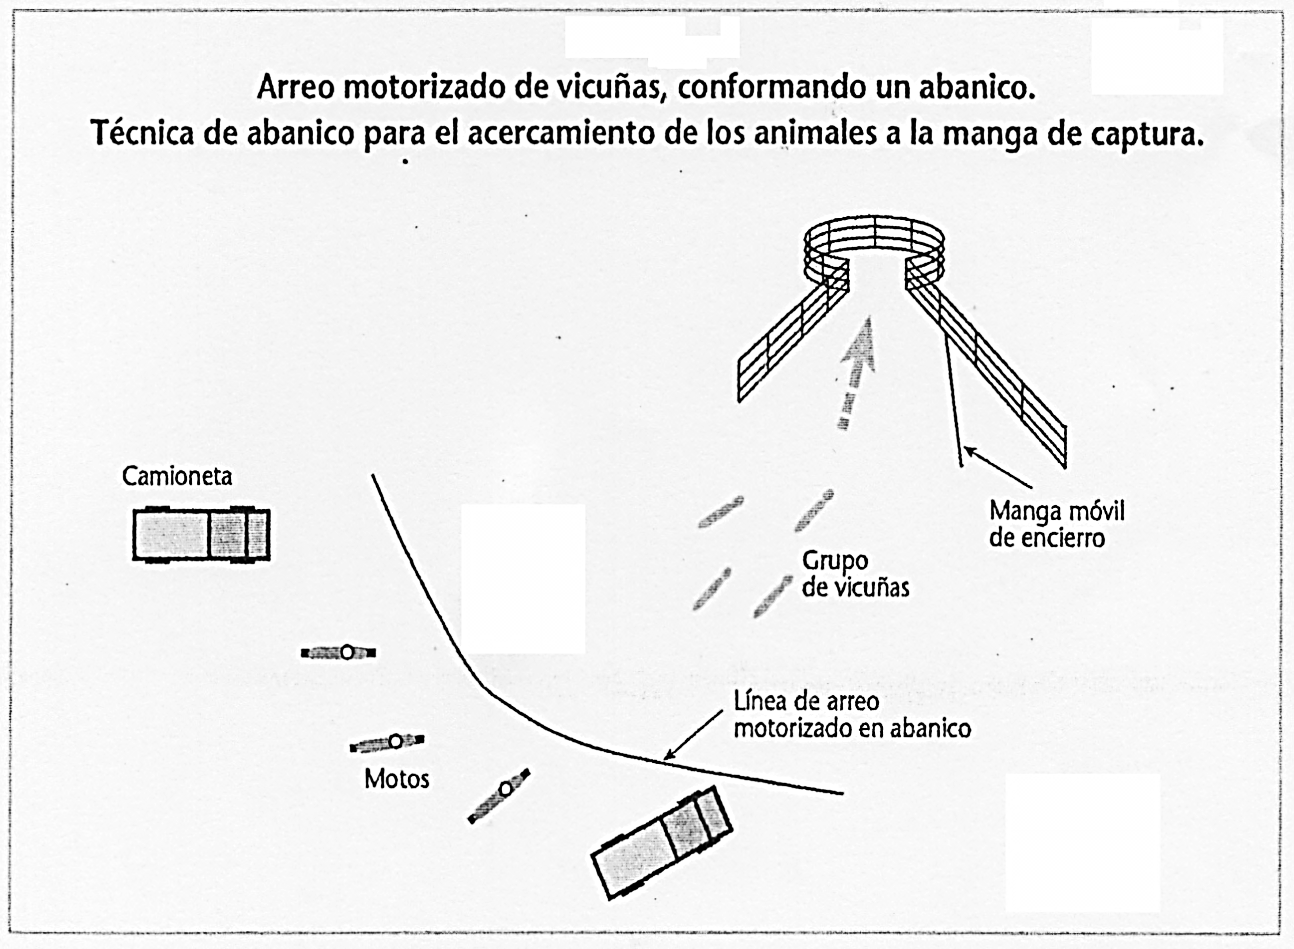 Arreo motorizado de vicuñas, conformando un abanico.
Técnica de abanico para el acercamiento de los animales a la manga de captura.
Camioneta
Manga móvil
de encierro
Grupo
de vicuñas
Línea de arreo
motorizado en abanico
Motos